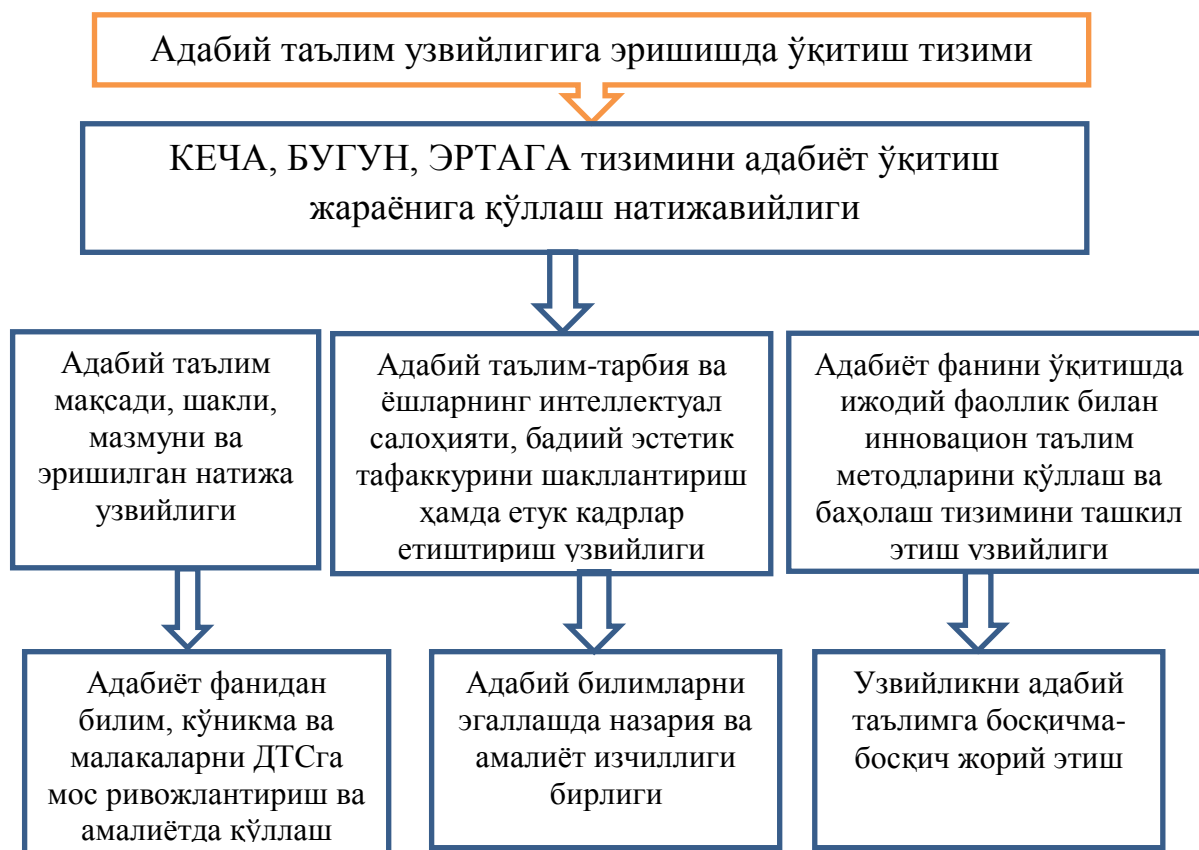 Адабий таълим узвийлигига эришишда ўқитиш тизими
КЕЧА, БУГУН, ЭРТАГА тизимини адабиёт ўқитиш
жараёнига қўллаш натижавийлиги
Адабий таълим
мақсади, шакли,
мазмуни ва
эришилган натижа
узвийлиги
Адабий таълим-тарбия ва
ёшларнинг интеллектуал
салоҳияти, бадиий эстетик
тафаккурини шакллантириш
ҳамда етук кадрлар
етиштириш узвийлиги
Адабиёт фанини ўқитишда
ижодий фаоллик билан
инновацион таълим
методларини қўллаш ва
баҳолаш тизимини ташкил
этиш узвийлиги
Адабиёт фанидан
билим, кўникма ва
малакаларни ДТСга
мос ривожлантириш ва
амалиётда қўллаш
Адабий билимларни
эгаллашда назария ва
амалиёт изчиллиги
бирлиги
Узвийликни адабий
таълимга босқичма-
босқич жорий этиш